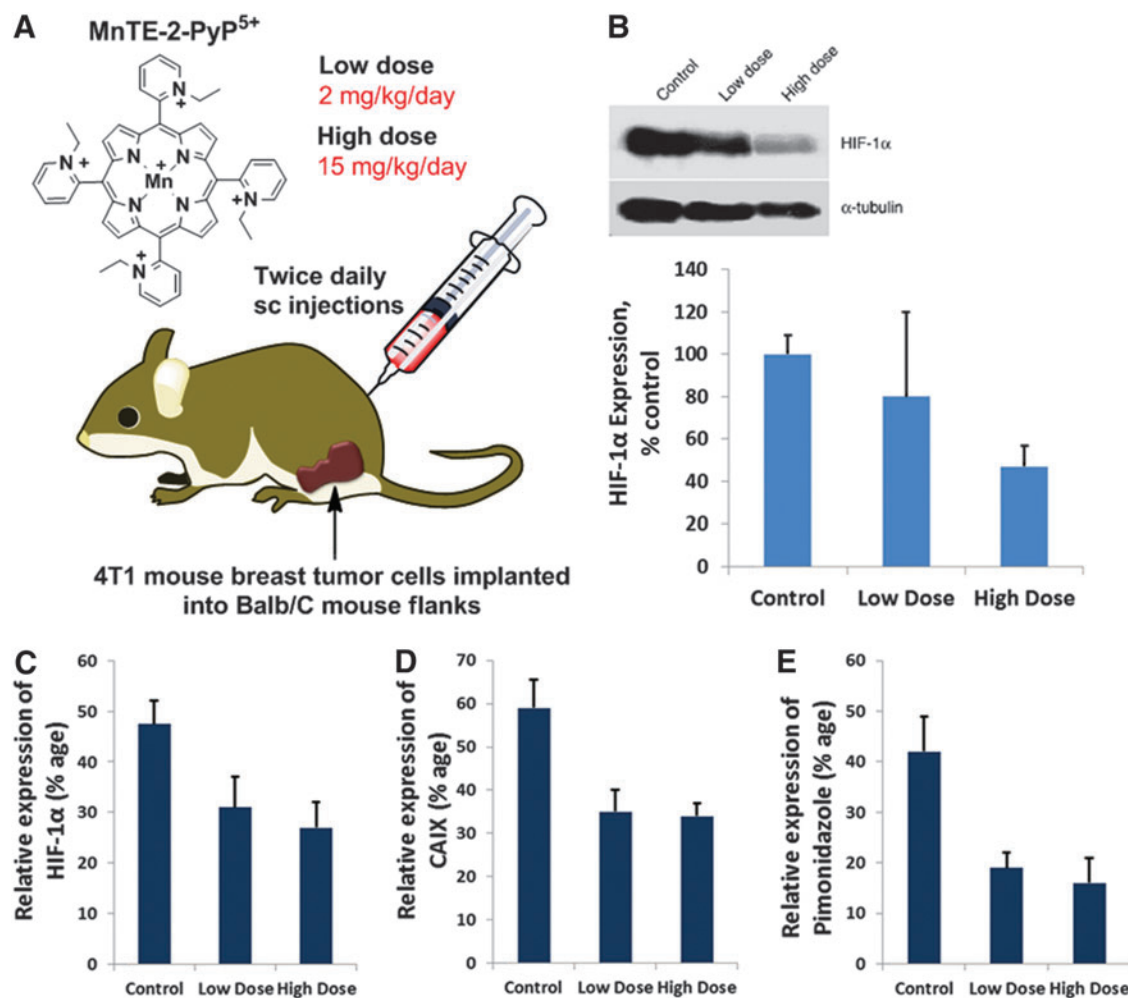 A
MnTE-2-PyP5+
Low dose
2 mg/kg/day
High dose
15 mg/kg/day
N
+
N
+
N
+
N
+
N
N
N
N
+
Mn
Twice daily
sc injections
4T1 mouse breast tumor cells implanted
into Balb/C mouse flanks
B
Control
Low dose
High dose
HIF-1α
α-tubulin
HIF-1α Expression,
% control
140
120
100
80
60
40
20
0
Control
Low Dose
High Dose
C
Relative expression of
HIF-1α (% age)
60
50
40
30
20
10
0
Control
Low Dose
High Dose
D
Relative expression of
CAIX (% age)
70
60
50
40
30
20
10
0
Control
Low Dose
High Dose
E
Relative expression of
Pimonidazole (% age)
60
50
40
30
20
10
0
Control
Low Dose
High Dose